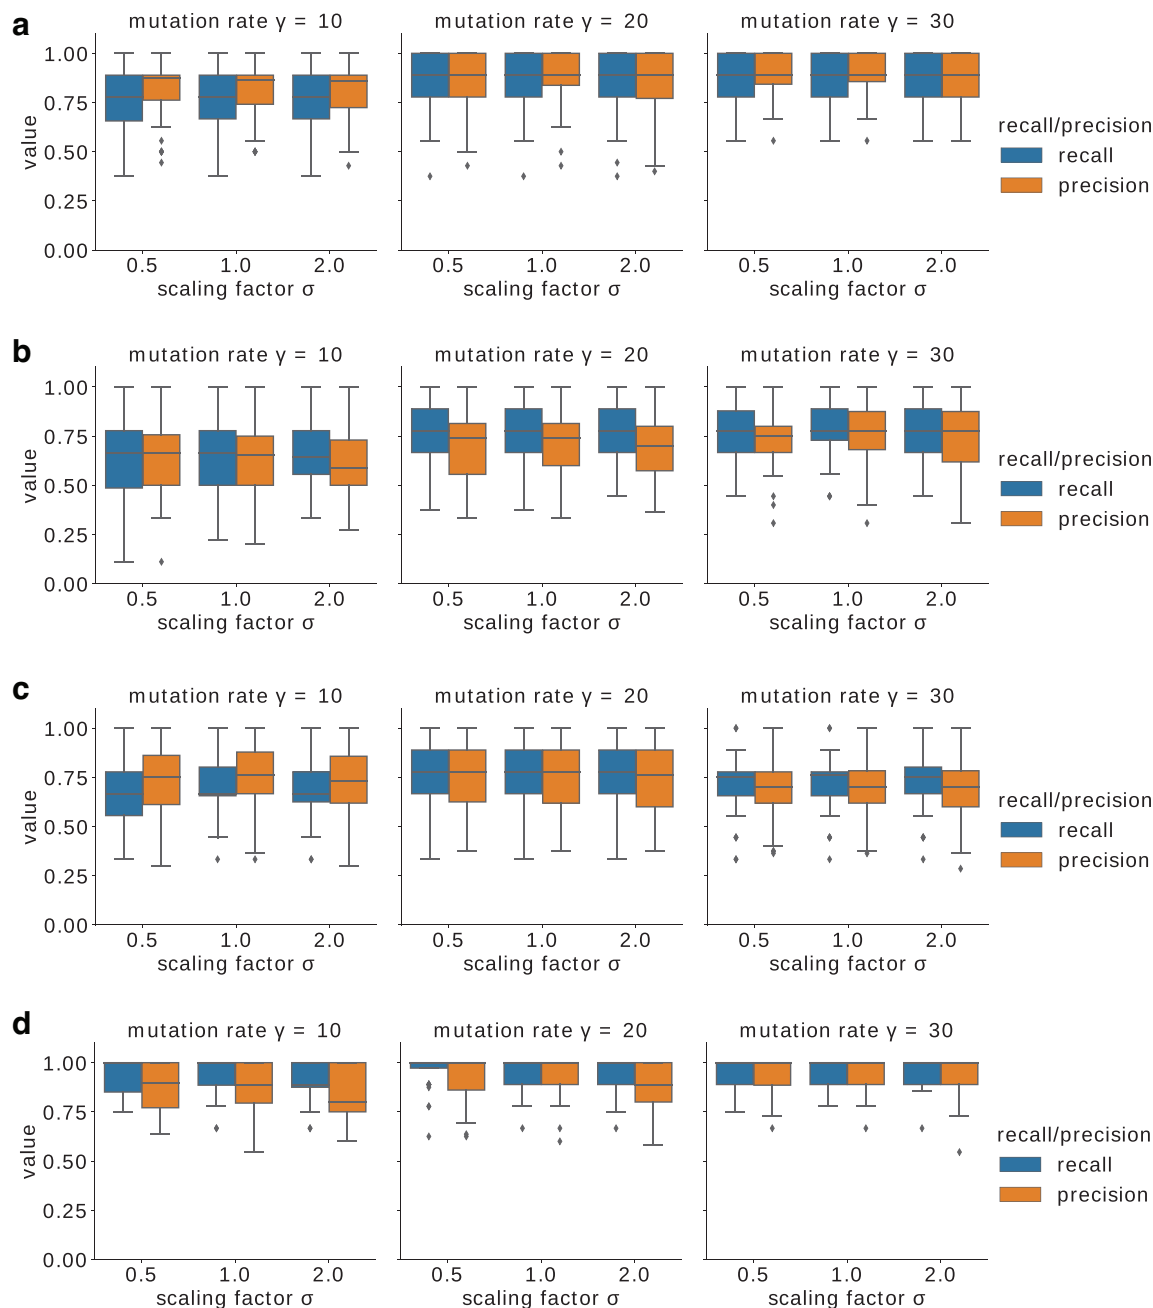 a
mutation rate γ = 10
mutation rate γ = 20
mutation rate γ = 30
1.00
0.75
0.50
0.25
0.00
value
0.5 1.0 2.0
0.5 1.0 2.0
0.5 1.0 2.0
scaling factor σ
scaling factor σ
scaling factor σ
recall/precision
recall
precision
b
mutation rate γ = 10
mutation rate γ = 20
mutation rate γ = 30
1.00
0.75
0.50
0.25
0.00
value
0.5 1.0 2.0
0.5 1.0 2.0
0.5 1.0 2.0
scaling factor σ
scaling factor σ
scaling factor σ
recall/precision
recall
precision
c
mutation rate γ = 10
mutation rate γ = 20
mutation rate γ = 30
1.00
0.75
0.50
0.25
0.00
value
0.5 1.0 2.0
0.5 1.0 2.0
0.5 1.0 2.0
scaling factor σ
scaling factor σ
scaling factor σ
recall/precision
recall
precision
d
mutation rate γ = 10
mutation rate γ = 20
mutation rate γ = 30
1.00
0.75
0.50
0.25
0.00
value
0.5 1.0 2.0
0.5 1.0 2.0
0.5 1.0 2.0
scaling factor σ
scaling factor σ
scaling factor σ
recall/precision
recall
precision